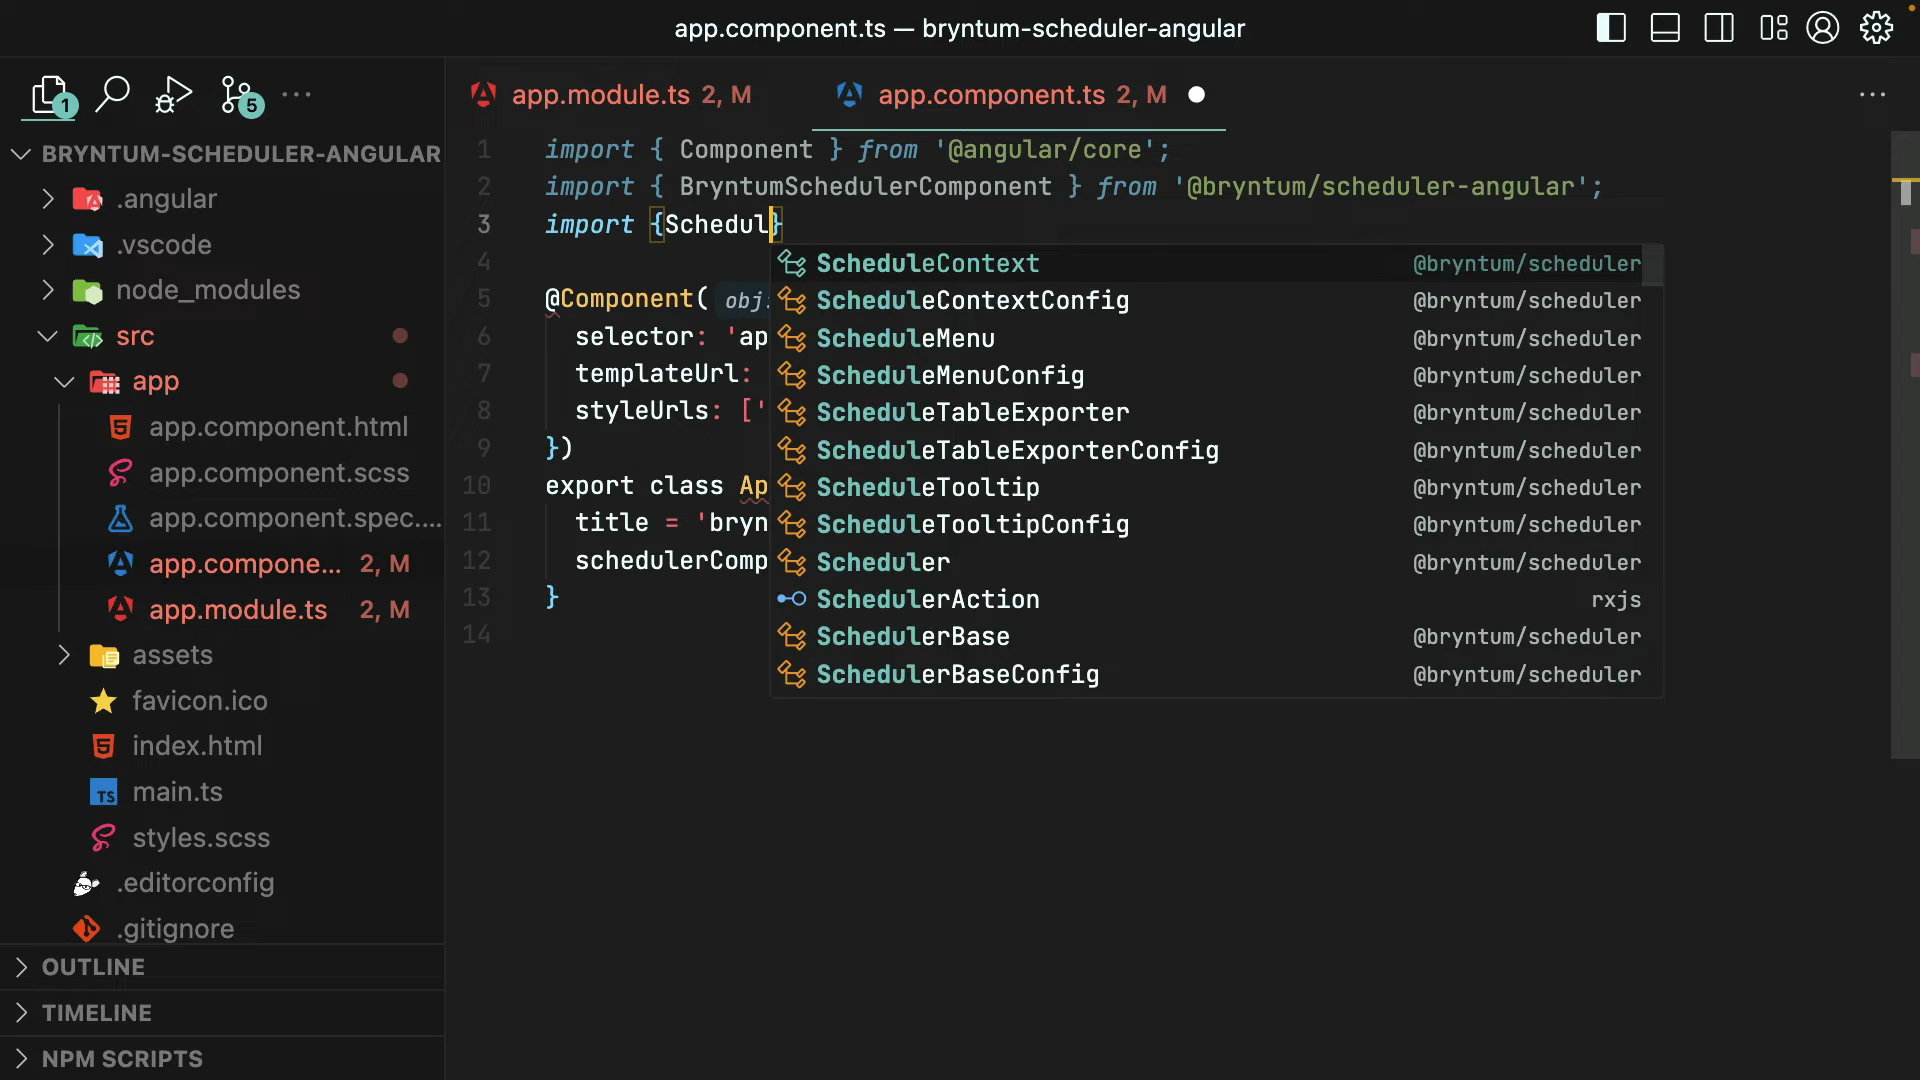 app.component.ts — bryntum-scheduler-angular
1
5
app.module.ts 2, M
app.component.ts 2, M
BRYNTUM-SCHEDULER-ANGULAR
.angular
.vscode
node_modules
src
app
app.component.html
app.component.scss
app.component.spec....
app.compone... 2, M
app.module.ts 2, M
assets
favicon.ico
index.html
TS main.ts
styles.scss
.editorconfig
.gitignore
OUTLINE
TIMELINE
NPM SCRIPTS
1 import { Component } from '@angular/core';
2 import { BryntumSchedulerComponent } from '@bryntum/scheduler-angular';
3 import {Schedul}
4
5 @Component( obj:
6 selector: 'ap
7 templateUrl:
8 styleUrls: ['
9 })
10 export class Ap
11 title = 'bryn
12 schedulerComp
13 }
14
ScheduleContext @bryntum/scheduler
ScheduleContextConfig @bryntum/scheduler
ScheduleMenu @bryntum/scheduler
ScheduleMenuConfig @bryntum/scheduler
ScheduleTableExporter @bryntum/scheduler
ScheduleTableExporterConfig @bryntum/scheduler
ScheduleTooltip @bryntum/scheduler
ScheduleTooltipConfig @bryntum/scheduler
Scheduler @bryntum/scheduler
SchedulerAction rxjs
SchedulerBase @bryntum/scheduler
SchedulerBaseConfig @bryntum/scheduler